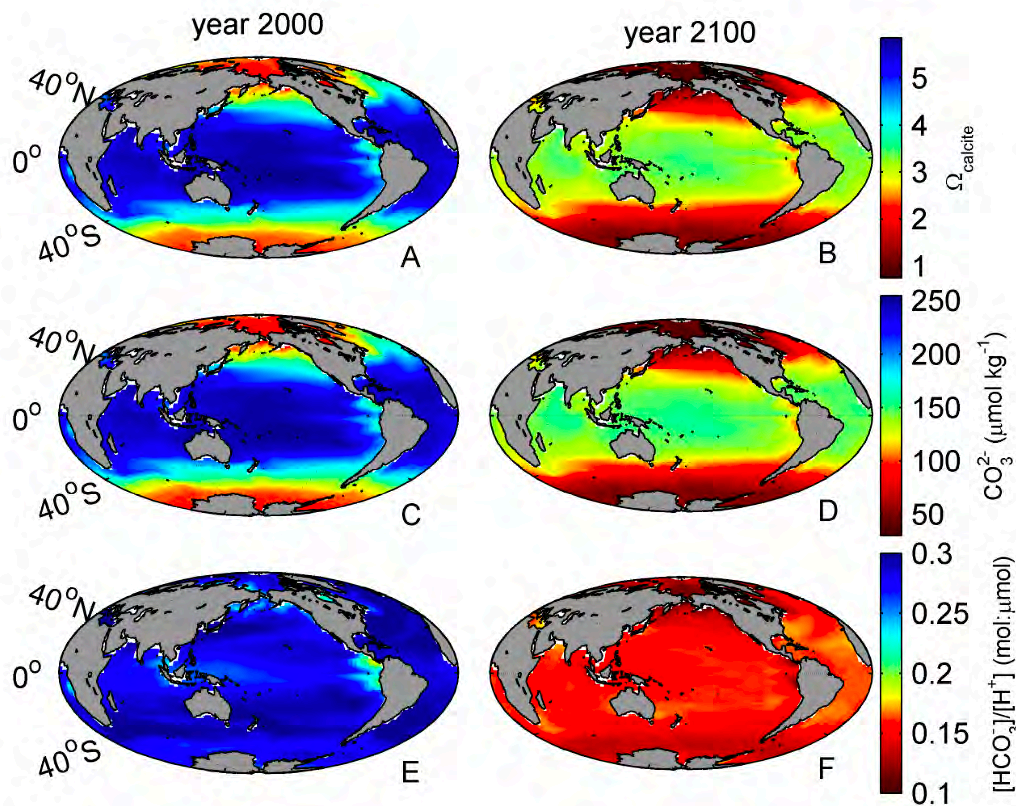 year 2000
year 2100
40°N
0°
40°S
A
B
5
4
3
2
1
Ωcalcite
40°N
0°
40°S
C
D
250
200
150
100
50
CO₃²⁻ (μmol kg⁻¹)
40°N
0°
40°S
E
F
0.3
0.25
0.2
0.15
0.1
[HCO₃⁻]/[H⁺] (mol:μmol)